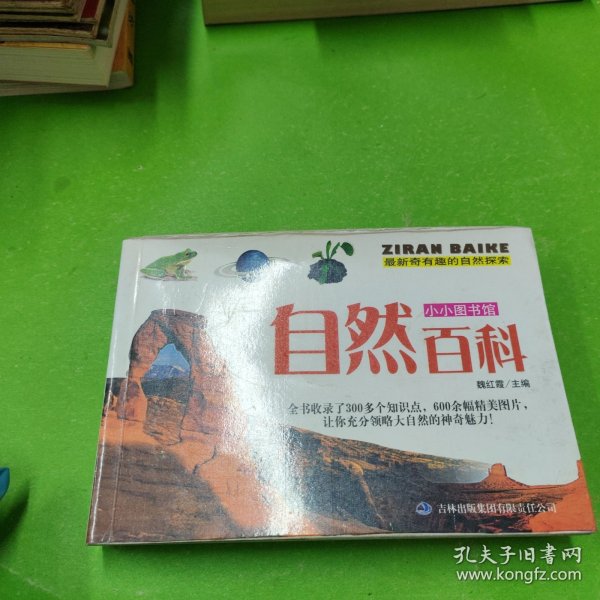 ZIRAN BAIKE
最新奇有趣的自然探索
小小图书馆
自然百科
魏红霞/主编
全书收录了300多个知识点，600余幅精美图片，
让你充分领略大自然的神奇魅力！
吉林出版集团有限责任公司
孔夫子旧书网
www.kongfz.com